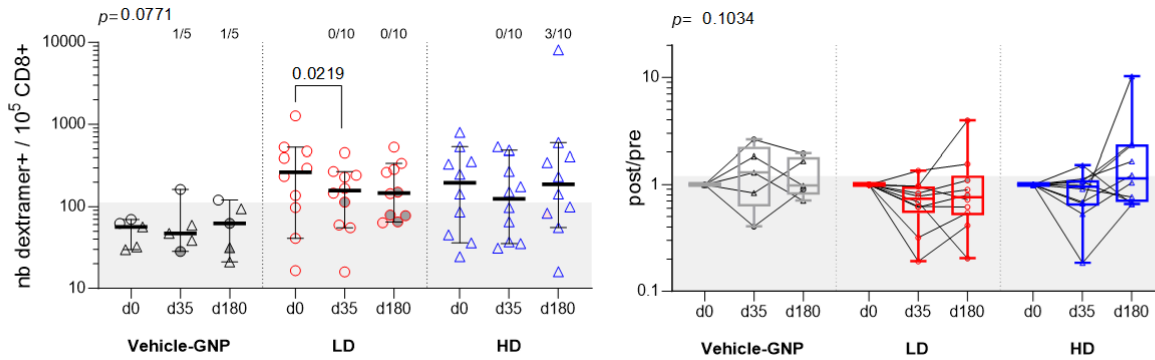 p=0.0771
1/5 1/5 0/10 0/10 0/10 3/10
10000
1000
100
10
nb dextramer+ / 10⁵ CD8+
0.0219
d0 d35 d180 d0 d35 d180 d0 d35 d180
Vehicle-GNP LD HD
p= 0.1034
10
1
0.1
post/pre
d0 d35 d180 d0 d35 d180 d0 d35 d180
Vehicle-GNP LD HD